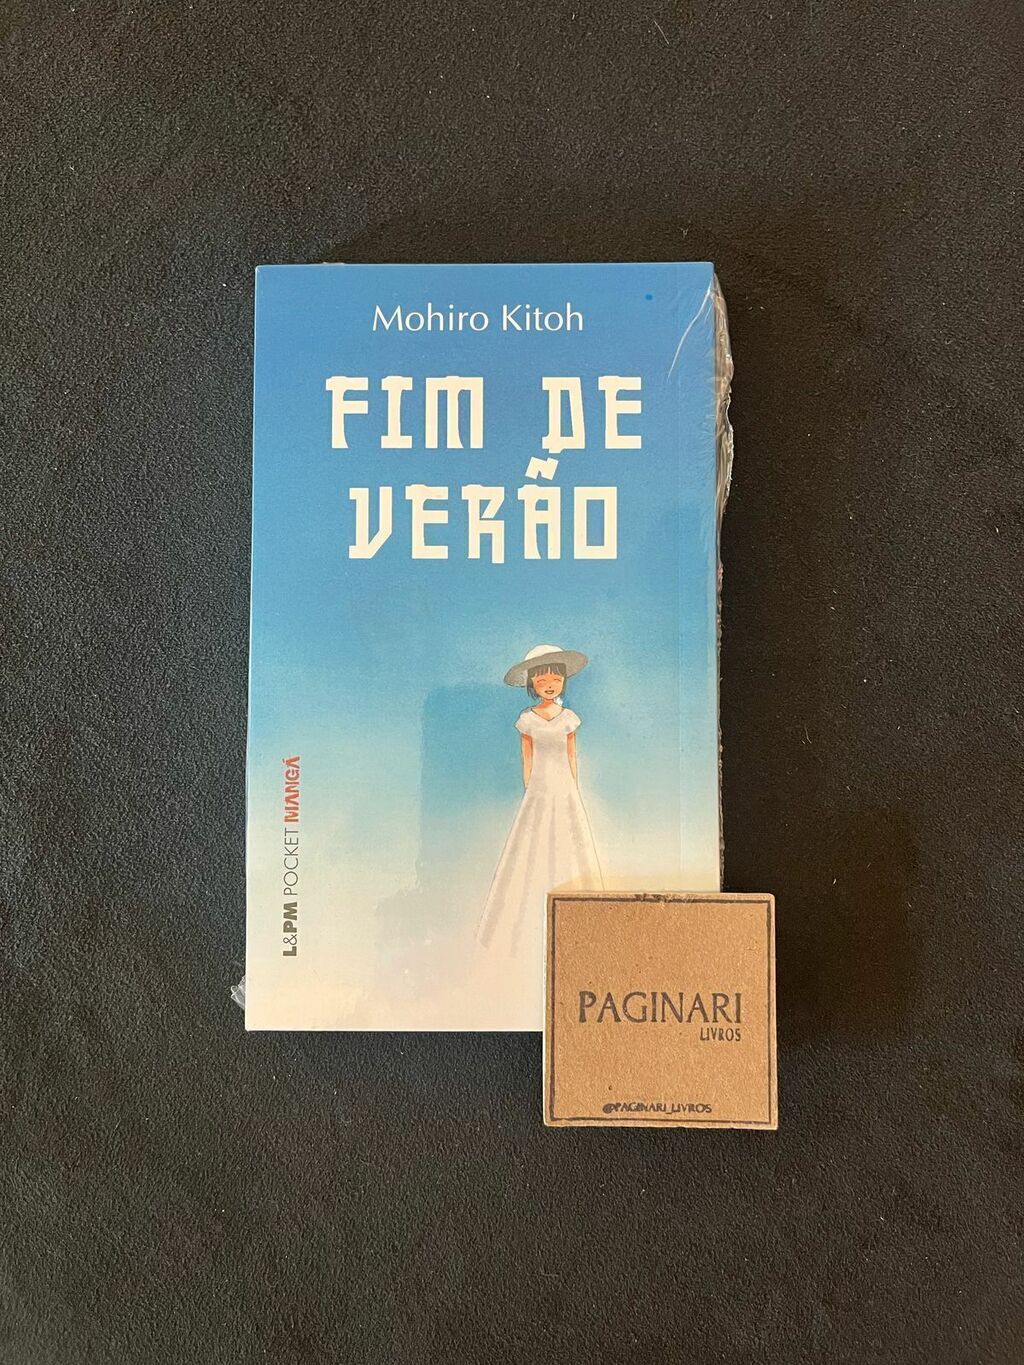 Mohiro Kitoh
FIM DE
VERÃO
L&PM POCKET MANGÁ
PAGINARI
LIVROS
@PAGINARI_LIVROS